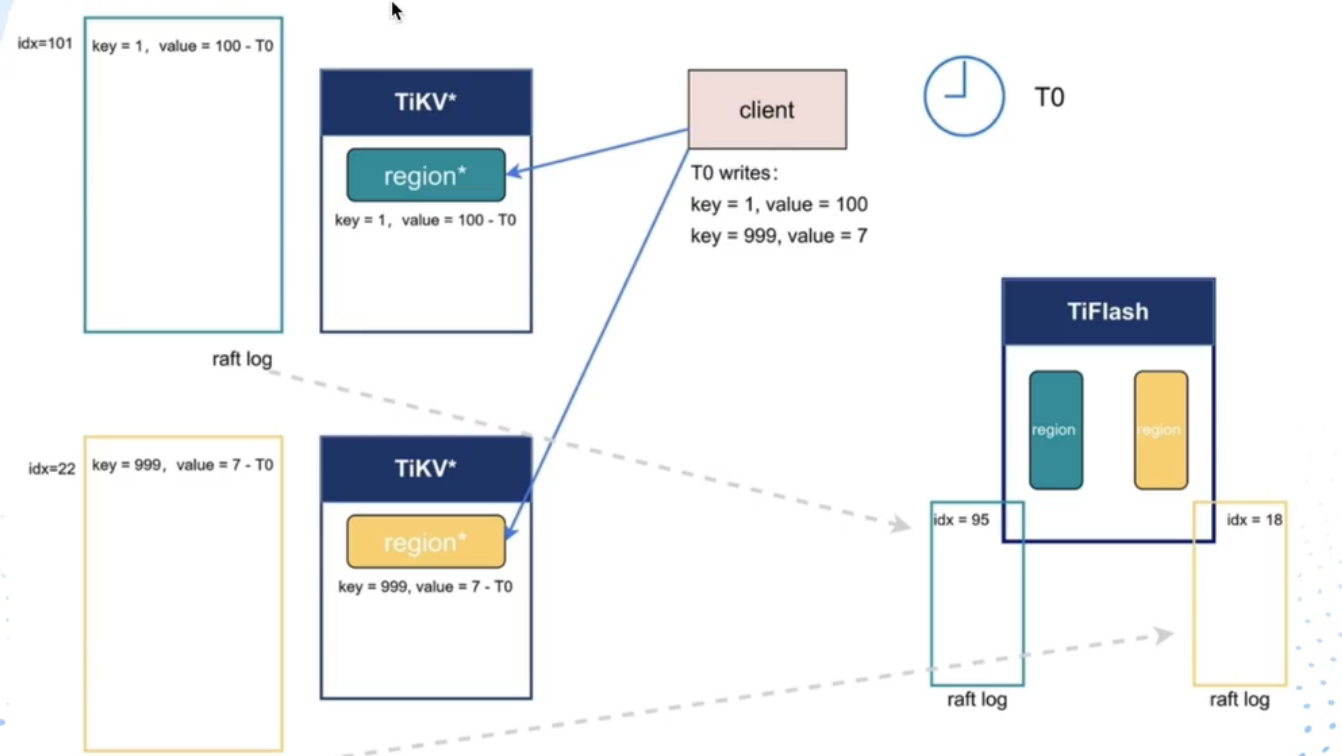 idx=101
key = 1,  value = 100 - T0
TiKV*
region*
key = 1,  value = 100 - T0
client
T0 writes:
key = 1, value = 100
key = 999, value = 7
T0
raft log
TiFlash
region
region
idx=22
key = 999,  value = 7 - T0
TiKV*
region*
key = 999, value = 7 - T0
idx = 95
idx = 18
raft log
raft log